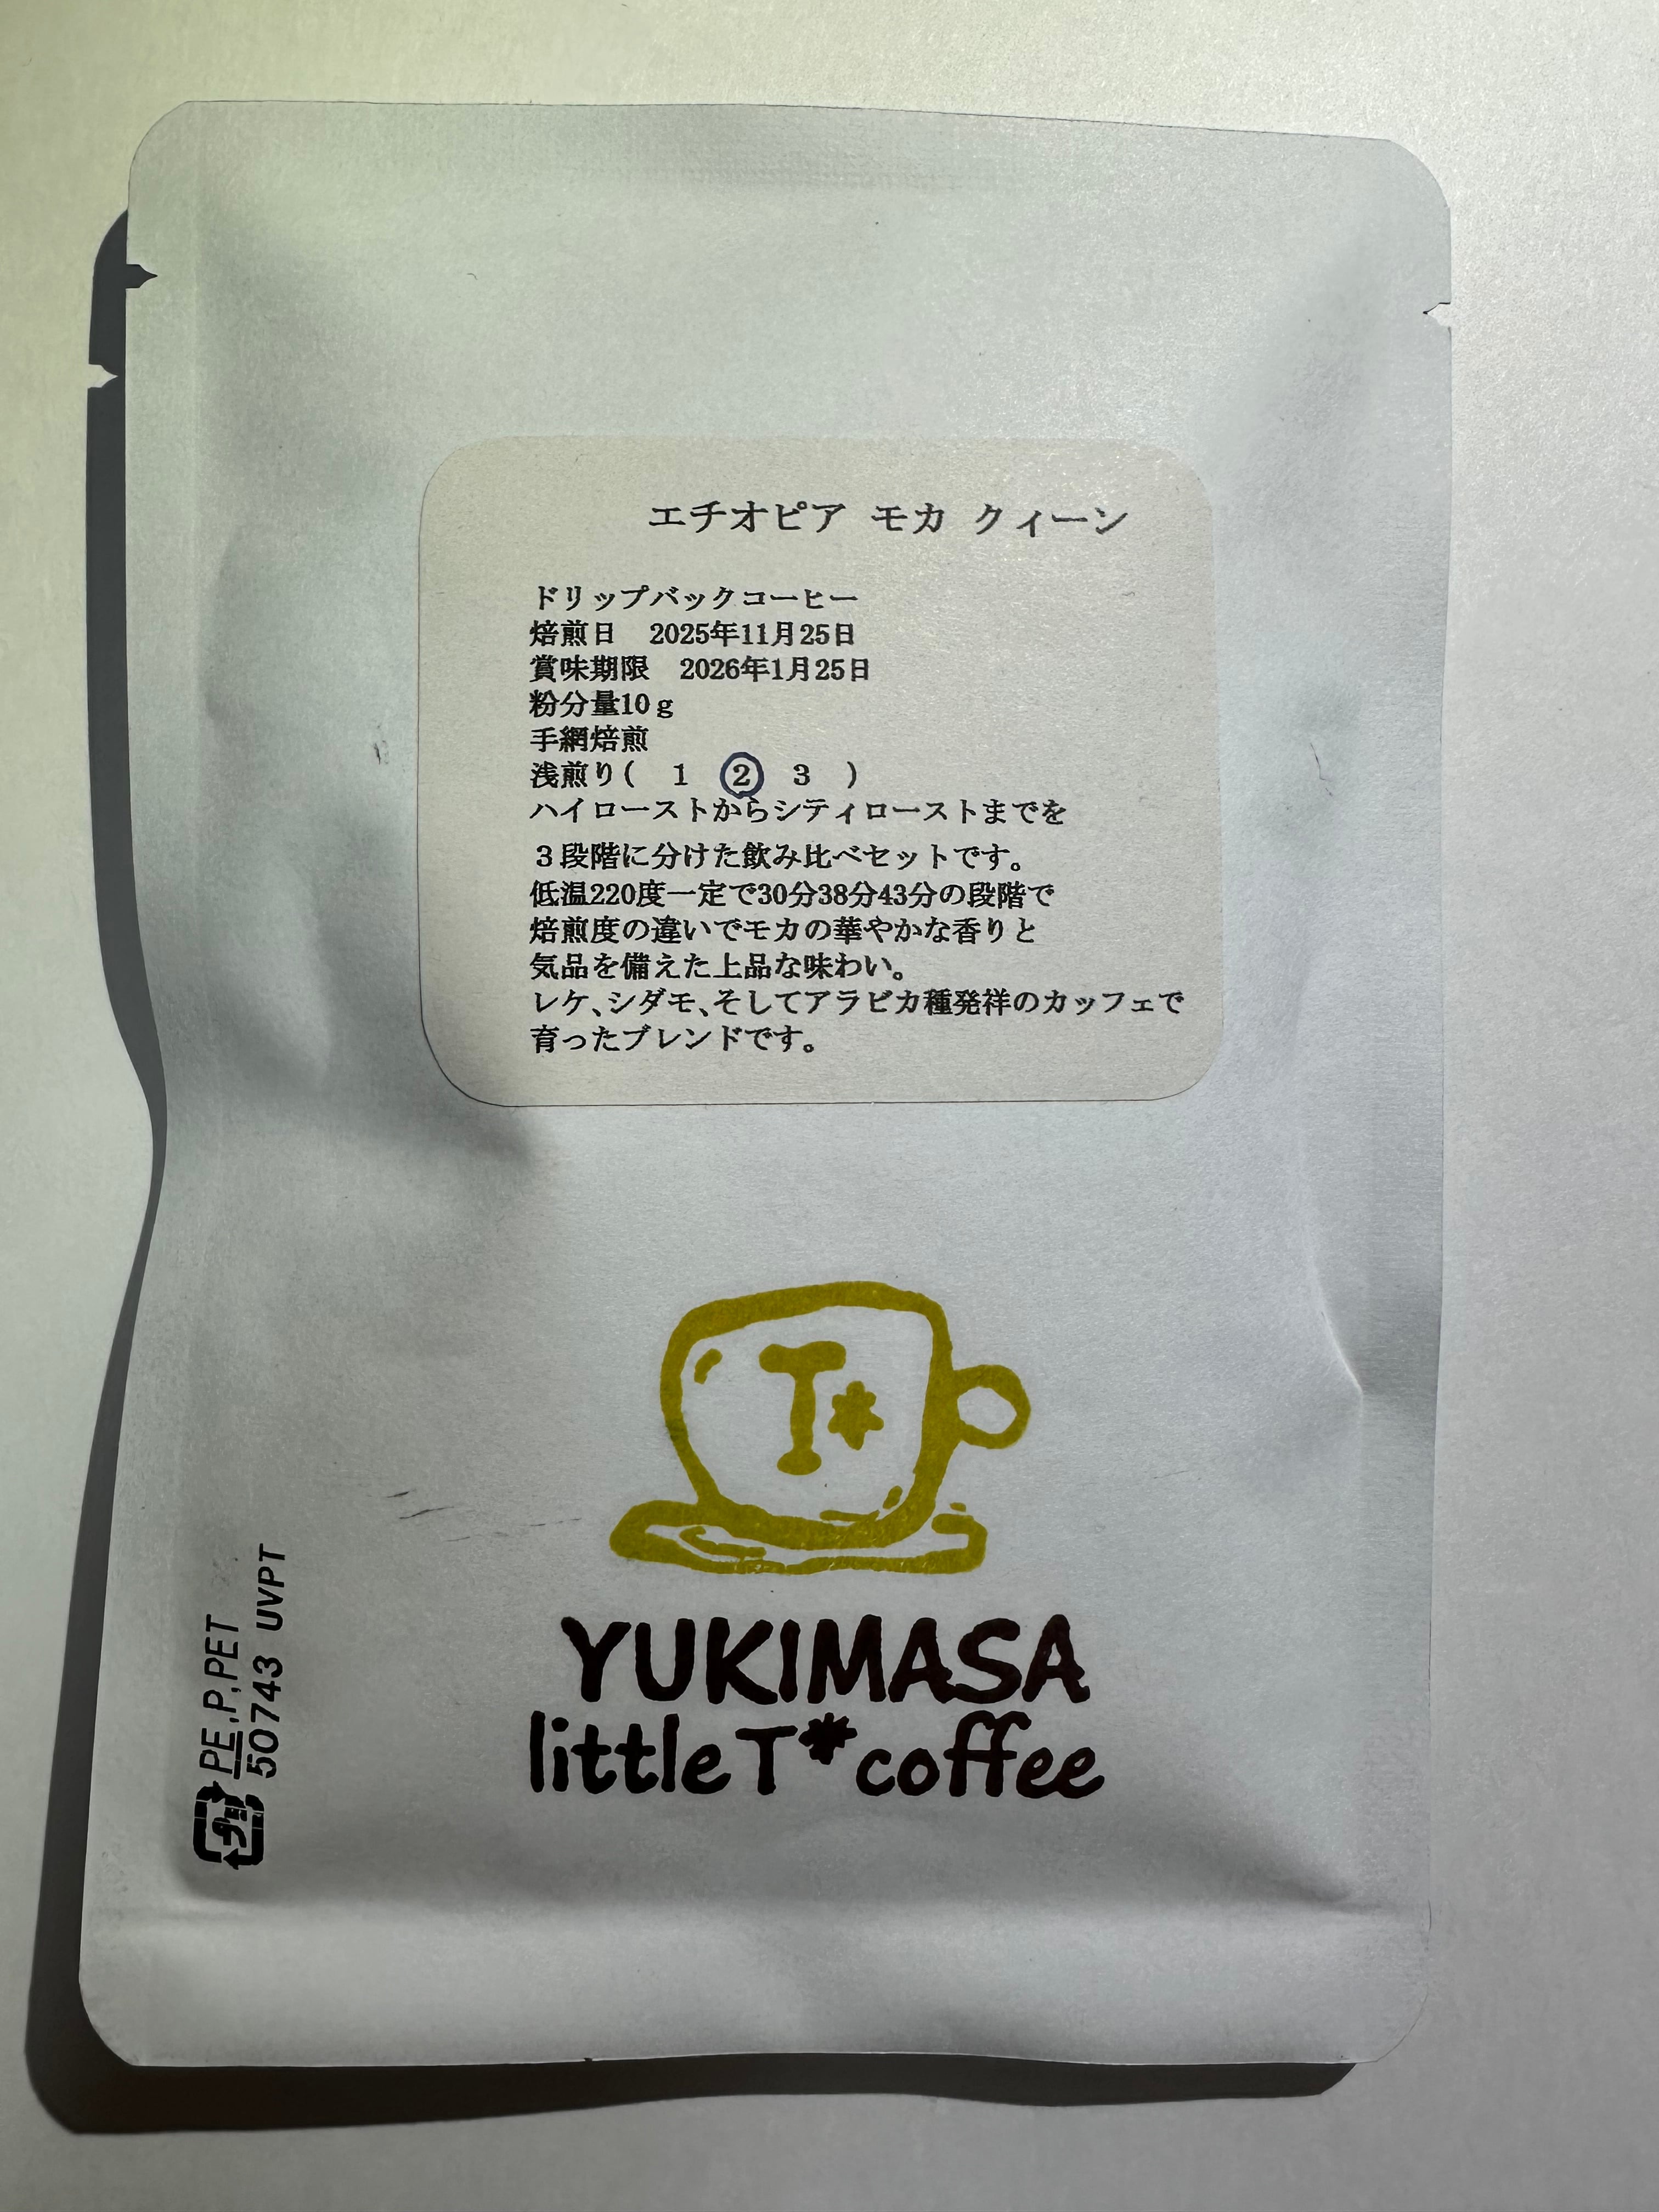 エチオピア モカ クィーン
ドリップバックコーヒー
焙煎日　2025年11月25日
賞味期限　2026年1月25日
粉分量10ｇ
手網焙煎
浅煎り(　1　2　3　)
ハイローストからシティローストまでを
３段階に分けた飲み比べセットです。
低温220度一定で30分38分43分の段階で
焙煎度の違いでモカの華やかな香りと
気品を備えた上品な味わい。
レケ、シダモ、そしてアラビカ種発祥のカッフェで
育ったブレンドです。
T*
YUKIMASA
little T*coffee
プラ PE,P,PET
50743 UVPT